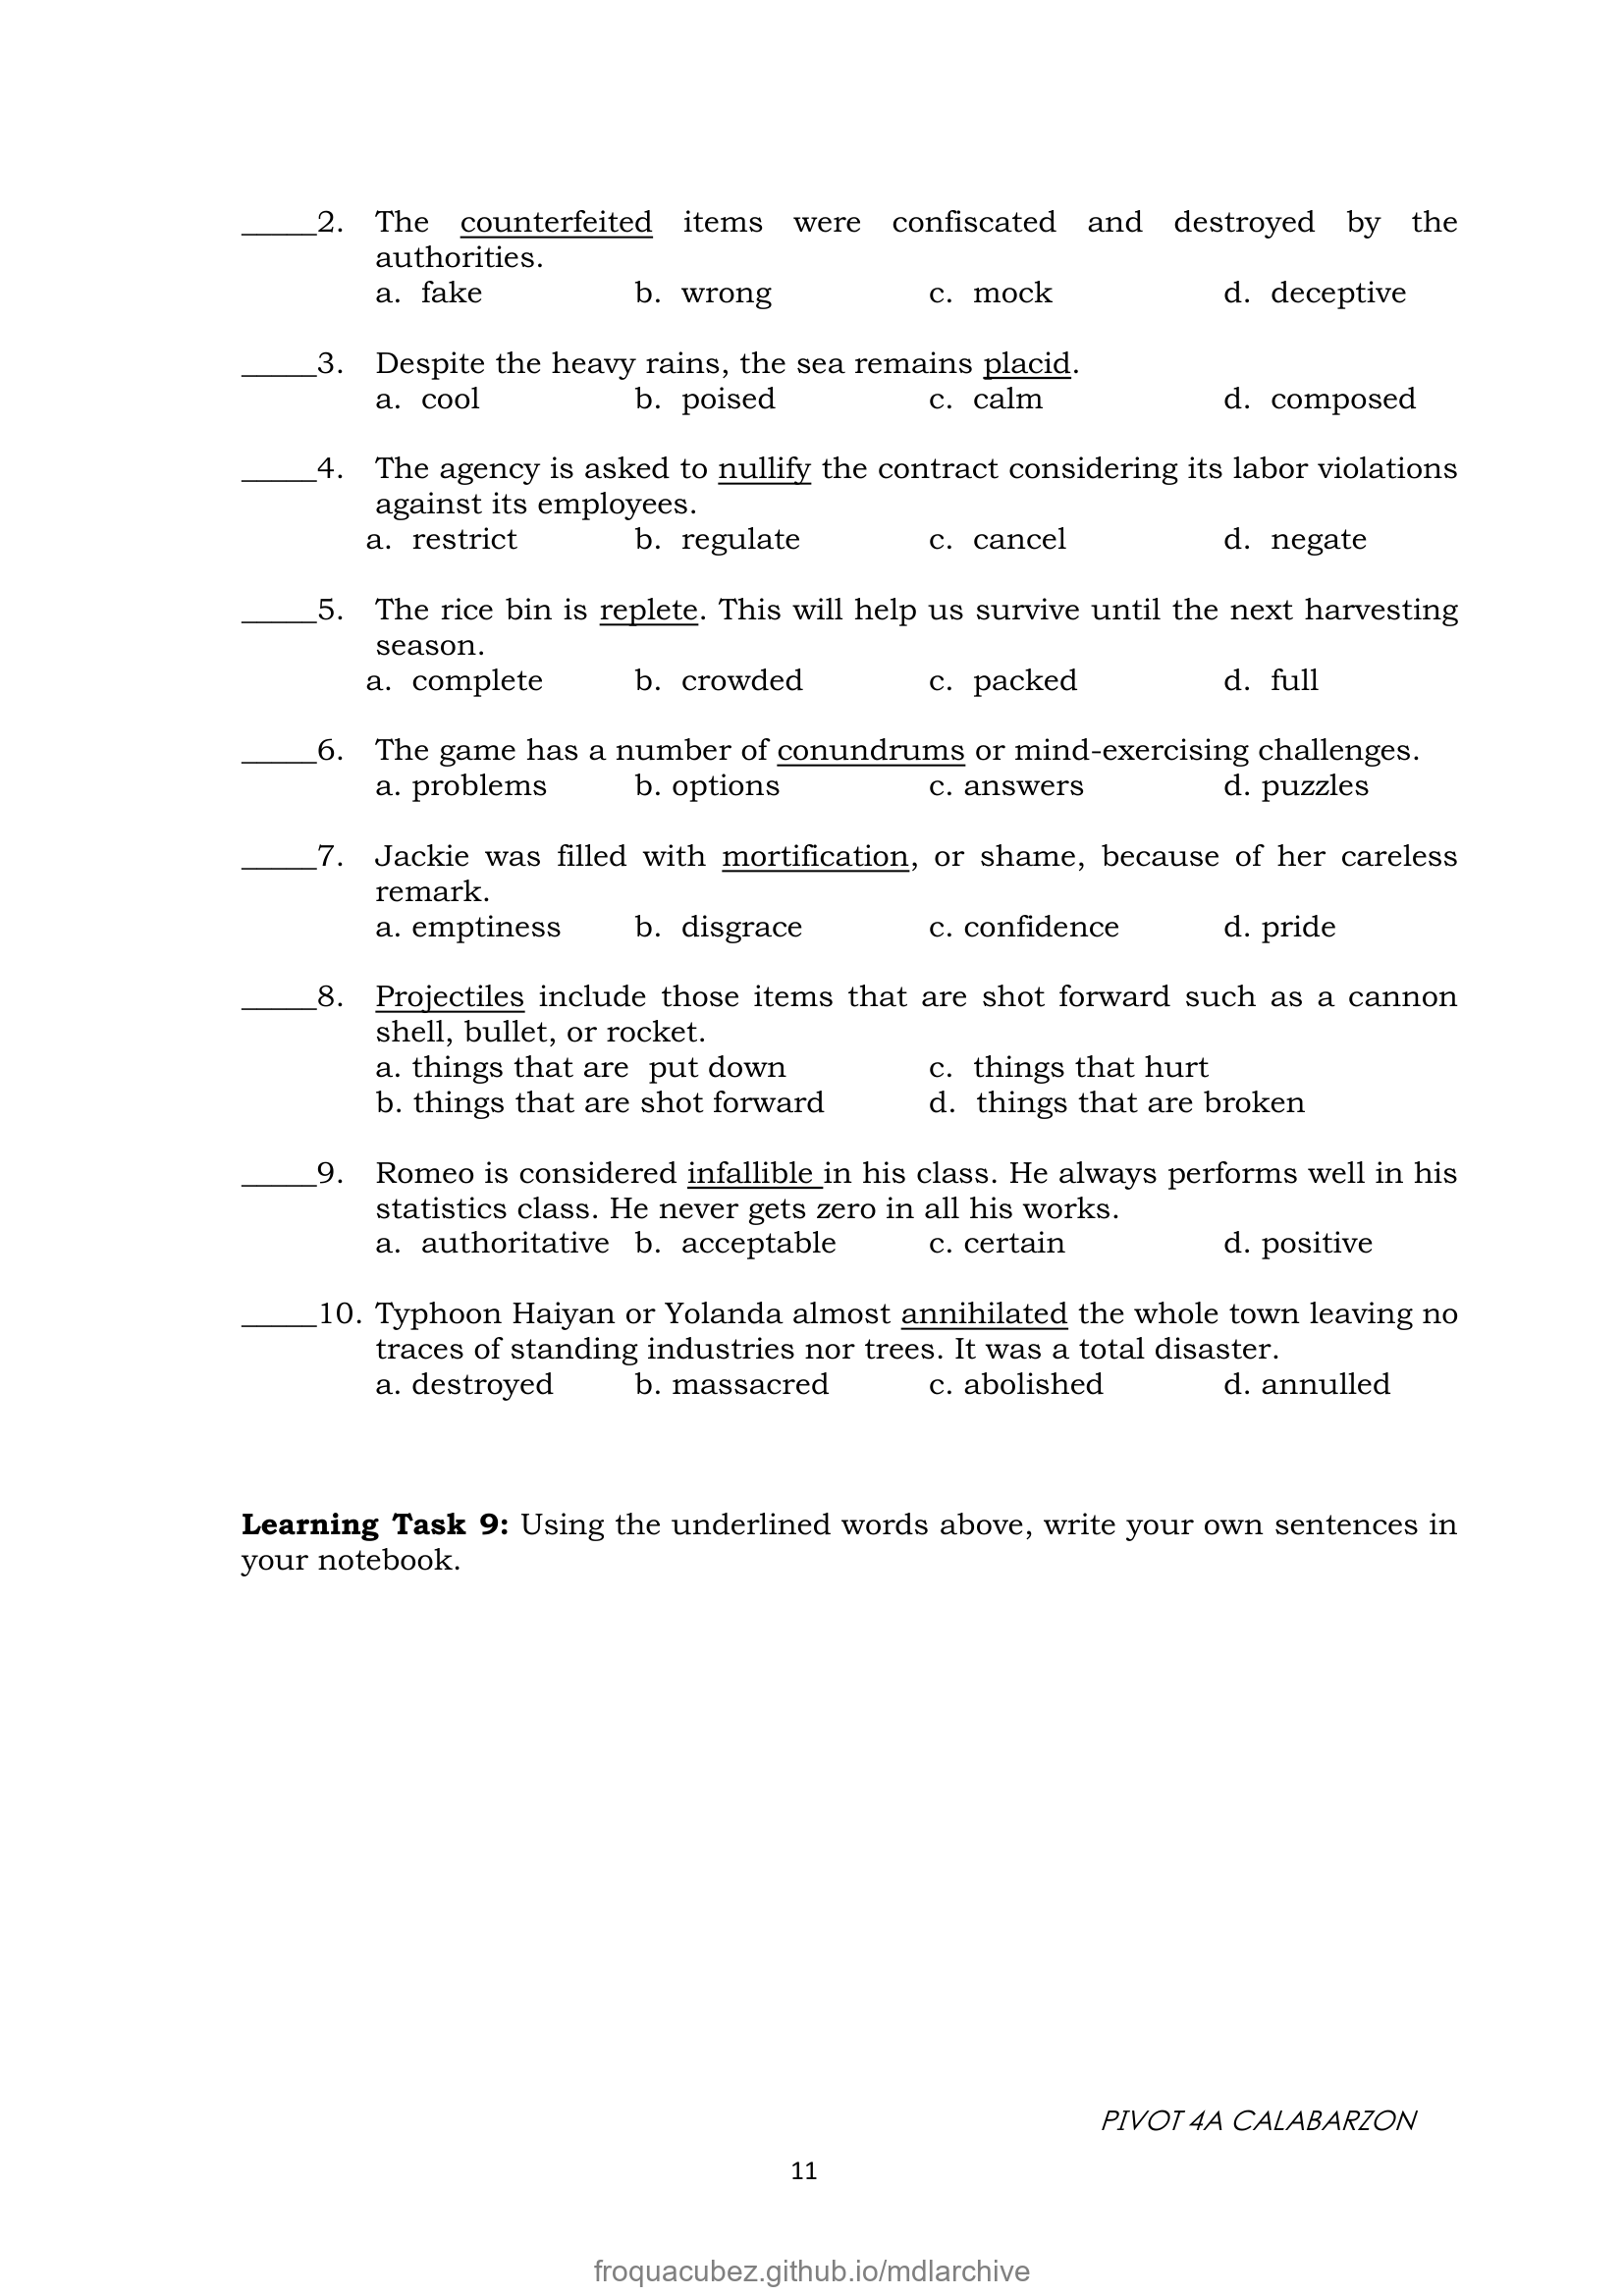 _____2. The counterfeited items were confiscated and destroyed by the
authorities.
a. fake b. wrong c. mock d. deceptive
_____3. Despite the heavy rains, the sea remains placid.
a. cool b. poised c. calm d. composed
_____4. The agency is asked to nullify the contract considering its labor violations
against its employees.
a. restrict b. regulate c. cancel d. negate
_____5. The rice bin is replete. This will help us survive until the next harvesting
season.
a. complete b. crowded c. packed d. full
_____6. The game has a number of conundrums or mind-exercising challenges.
a. problems b. options c. answers d. puzzles
_____7. Jackie was filled with mortification, or shame, because of her careless
remark.
a. emptiness b. disgrace c. confidence d. pride
_____8. Projectiles include those items that are shot forward such as a cannon
shell, bullet, or rocket.
a. things that are put down c. things that hurt
b. things that are shot forward d. things that are broken
_____9. Romeo is considered infallible in his class. He always performs well in his
statistics class. He never gets zero in all his works.
a. authoritative b. acceptable c. certain d. positive
_____10. Typhoon Haiyan or Yolanda almost annihilated the whole town leaving no
traces of standing industries nor trees. It was a total disaster.
a. destroyed b. massacred c. abolished d. annulled
Learning Task 9: Using the underlined words above, write your own sentences in
your notebook.
PIVOT 4A CALABARZON
11
froquacubez.github.io/mdlarchive